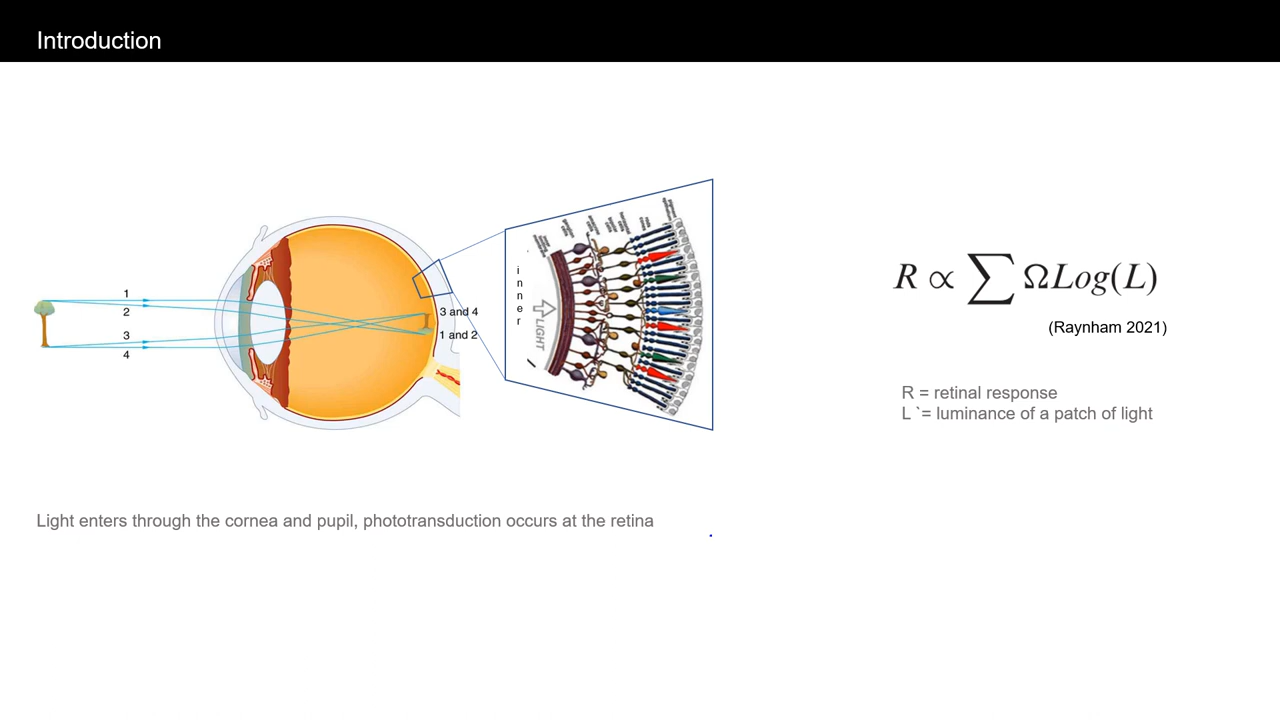 Introduction
1
2
3
4
3 and 4
1 and 2
inner
LIGHT
R ∝ ∑ ΩLog(L)
(Raynham 2021)
R = retinal response
L `= luminance of a patch of light
Light enters through the cornea and pupil, phototransduction occurs at the retina